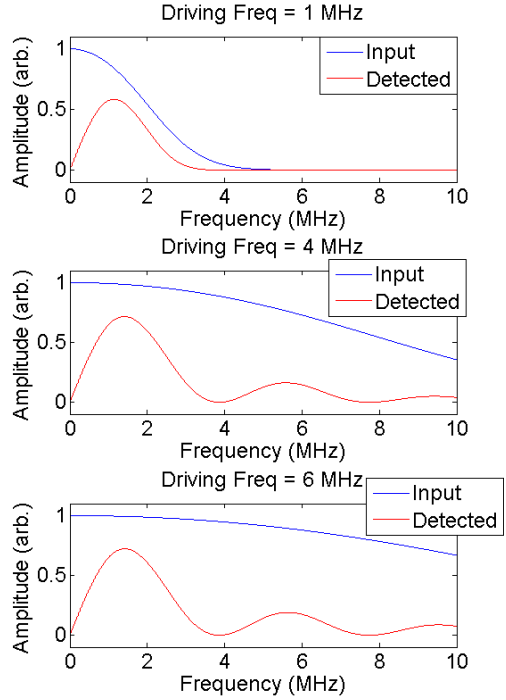 Driving Freq = 1 MHz
Amplitude (arb.)
1
0.5
0
Input
Detected
0 2 4 6 8 10
Frequency (MHz)
Driving Freq = 4 MHz
Amplitude (arb.)
1
0.5
0
Input
Detected
0 2 4 6 8 10
Frequency (MHz)
Driving Freq = 6 MHz
Amplitude (arb.)
1
0.5
0
Input
Detected
0 2 4 6 8 10
Frequency (MHz)